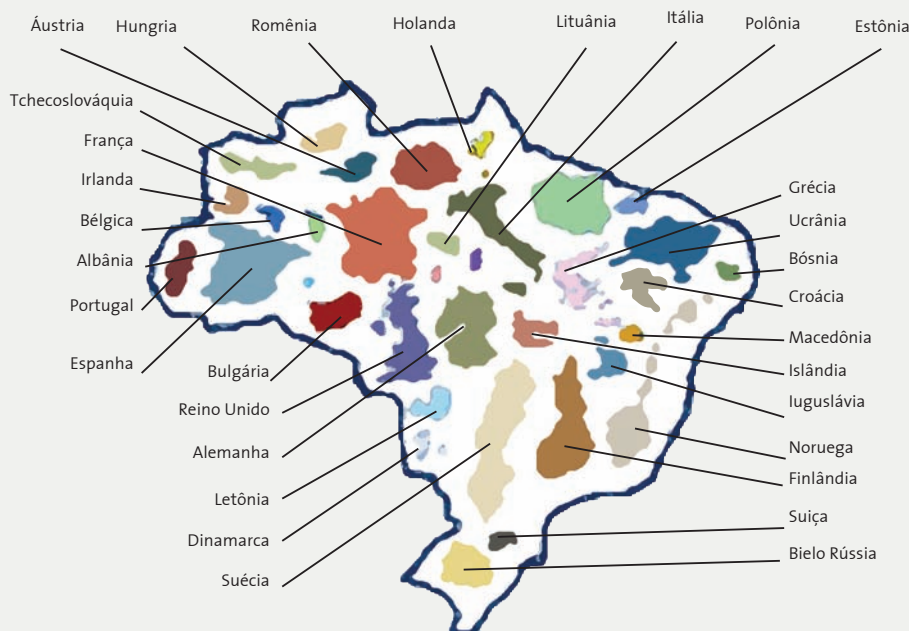 Áustria
Hungria
Romênia
Holanda
Lituânia
Itália
Polônia
Estônia
Tchecoslováquia
França
Irlanda
Bélgica
Albânia
Portugal
Espanha
Bulgária
Reino Unido
Alemanha
Letônia
Dinamarca
Suécia
Grécia
Ucrânia
Bósnia
Croácia
Macedônia
Islândia
Iuguslávia
Noruega
Finlândia
Suiça
Bielo Rússia